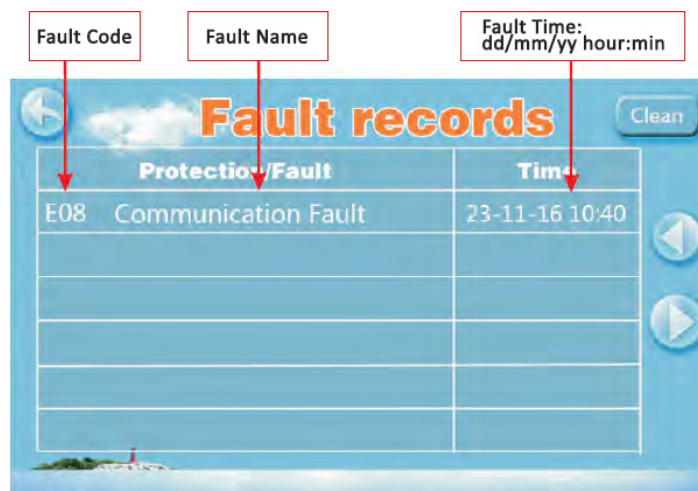 Fault Code
Fault Name
Fault Time:
dd/mm/yy hour:min
Fault records
Clean
Protection/Fault
Time
E08 Communication Fault
23-11-16 10:40